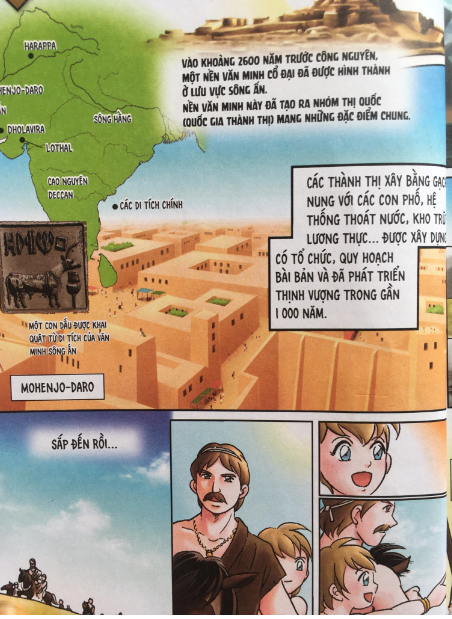 VÀO KHOẢNG 2600 NĂM TRƯỚC CÔNG NGUYÊN,
MỘT NỀN VĂN MINH CỔ ĐẠI ĐÃ ĐƯỢC HÌNH THÀNH
Ở LƯU VỰC SÔNG ẤN.
NỀN VĂN MINH NÀY ĐÃ TẠO RA NHÓM THỊ QUỐC
(QUỐC GIA THÀNH THỊ) MANG NHỮNG ĐẶC ĐIỂM CHUNG.
HARAPPA
HENJO-DARO
DHOLAVIRA
LOTHAL
SÔNG HẰNG
CAO NGUYÊN
DECCAN
CÁC DI TÍCH CHÍNH
CÁC THÀNH THỊ XÂY BẰNG GẠC
NUNG VỚI CÁC CON PHỐ, HỆ
THỐNG THOÁT NƯỚC, KHO TRỮ
LƯƠNG THỰC... ĐƯỢC XÂY DỰNG
CÓ TỔ CHỨC, QUY HOẠCH
BÀI BẢN VÀ ĐÃ PHÁT TRIỂN
THỊNH VƯỢNG TRONG GẦN
1 000 NĂM.
MỘT CON DẤU ĐƯỢC KHAI
QUẬT TỪ DI TÍCH CỦA VĂN
MINH SÔNG ẤN
MOHENJO-DARO
SẮP ĐẾN RỒI...